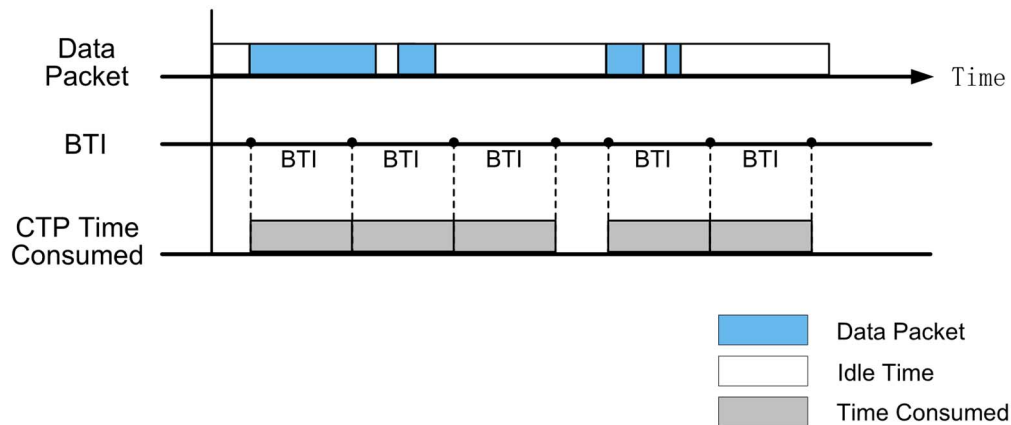 Data
Packet
Time
BTI
BTI
BTI
BTI
BTI
BTI
CTP Time
Consumed
Data Packet
Idle Time
Time Consumed